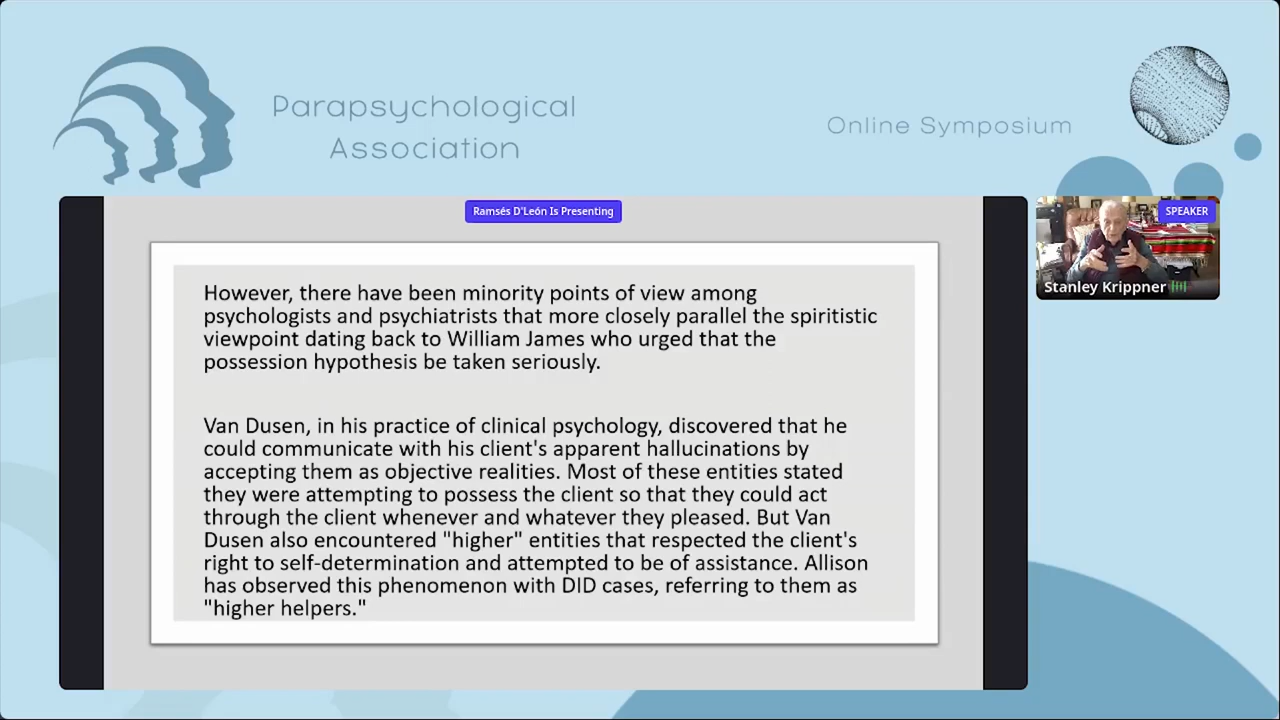 Parapsychological
Association
Online Symposium
Ramsés D'León Is Presenting
SPEAKER
Stanley Krippner
However, there have been minority points of view among
psychologists and psychiatrists that more closely parallel the spiritistic
viewpoint dating back to William James who urged that the
possession hypothesis be taken seriously.
Van Dusen, in his practice of clinical psychology, discovered that he
could communicate with his client's apparent hallucinations by
accepting them as objective realities. Most of these entities stated
they were attempting to possess the client so that they could act
through the client whenever and whatever they pleased. But Van
Dusen also encountered "higher" entities that respected the client's
right to self-determination and attempted to be of assistance. Allison
has observed this phenomenon with DID cases, referring to them as
"higher helpers."